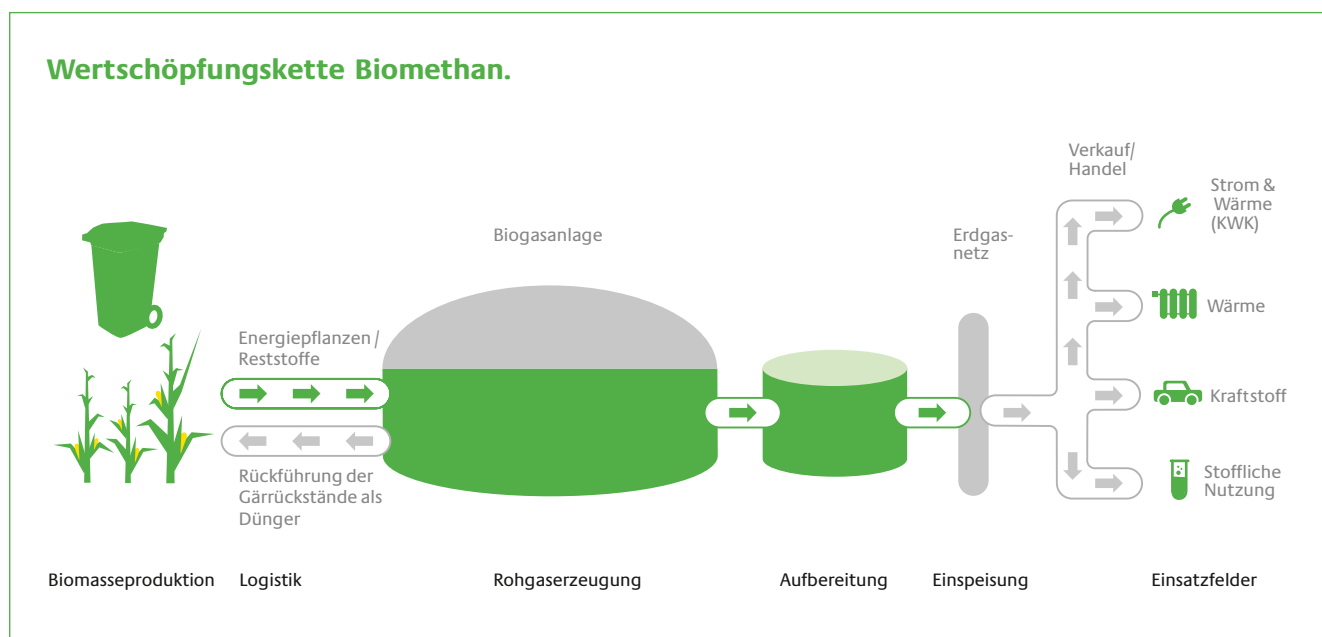 Wertschöpfungskette Biomethan.
Verkauf/
Handel
Strom &
Wärme
(KWK)
Biogasanlage
Erdgas-
netz
Wärme
Energiepflanzen /
Reststoffe
Kraftstoff
Rückführung der
Gärrückstände als
Dünger
Stoffliche
Nutzung
Biomasseproduktion
Logistik
Rohgaserzeugung
Aufbereitung
Einspeisung
Einsatzfelder